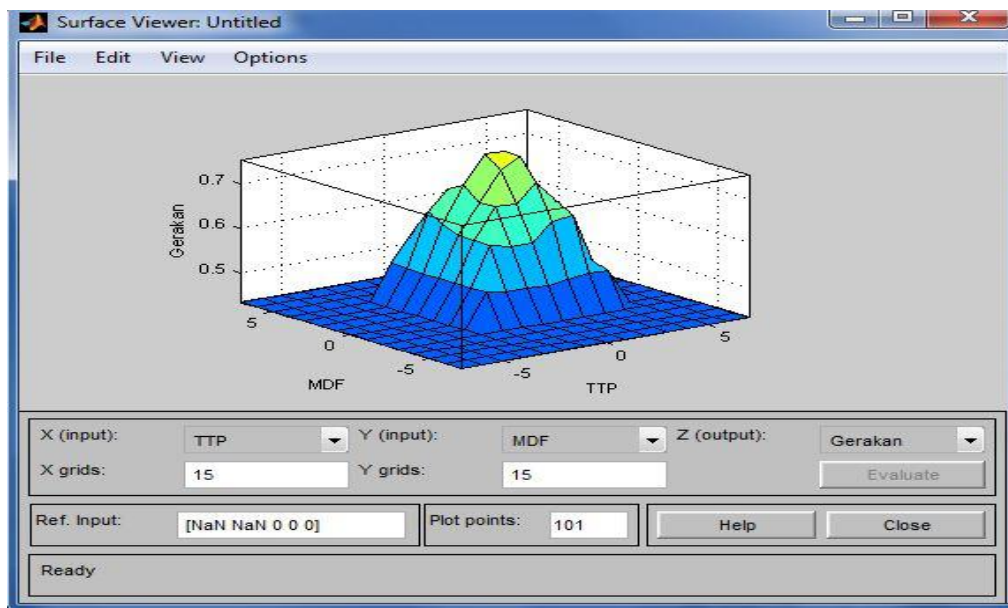 Surface Viewer: Untitled
File Edit View Options
0.7
0.6
0.5
Gerakan
5
0
-5
MDF
-5
0
5
TTP
X (input): TTP Y (input): MDF Z (output): Gerakan
X grids: 15 Y grids: 15 Evaluate
Ref. Input: [NaN NaN 0 0 0] Plot points: 101 Help Close
Ready